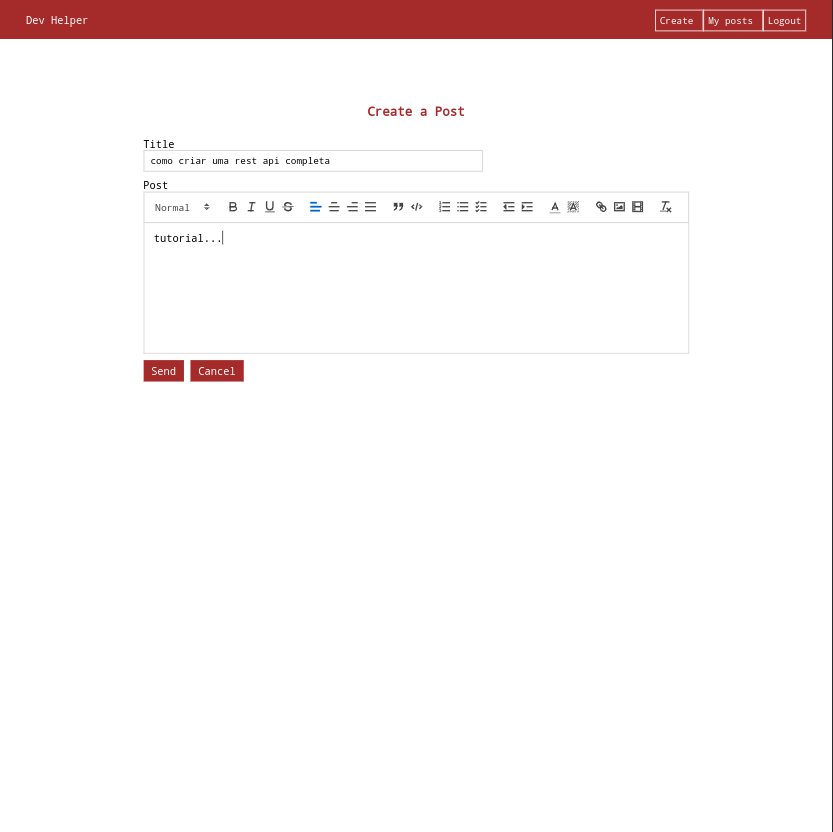 Dev Helper
Create My posts Logout
Create a Post
Title
como criar uma rest api completa
Post
Normal
tutorial...
Send Cancel